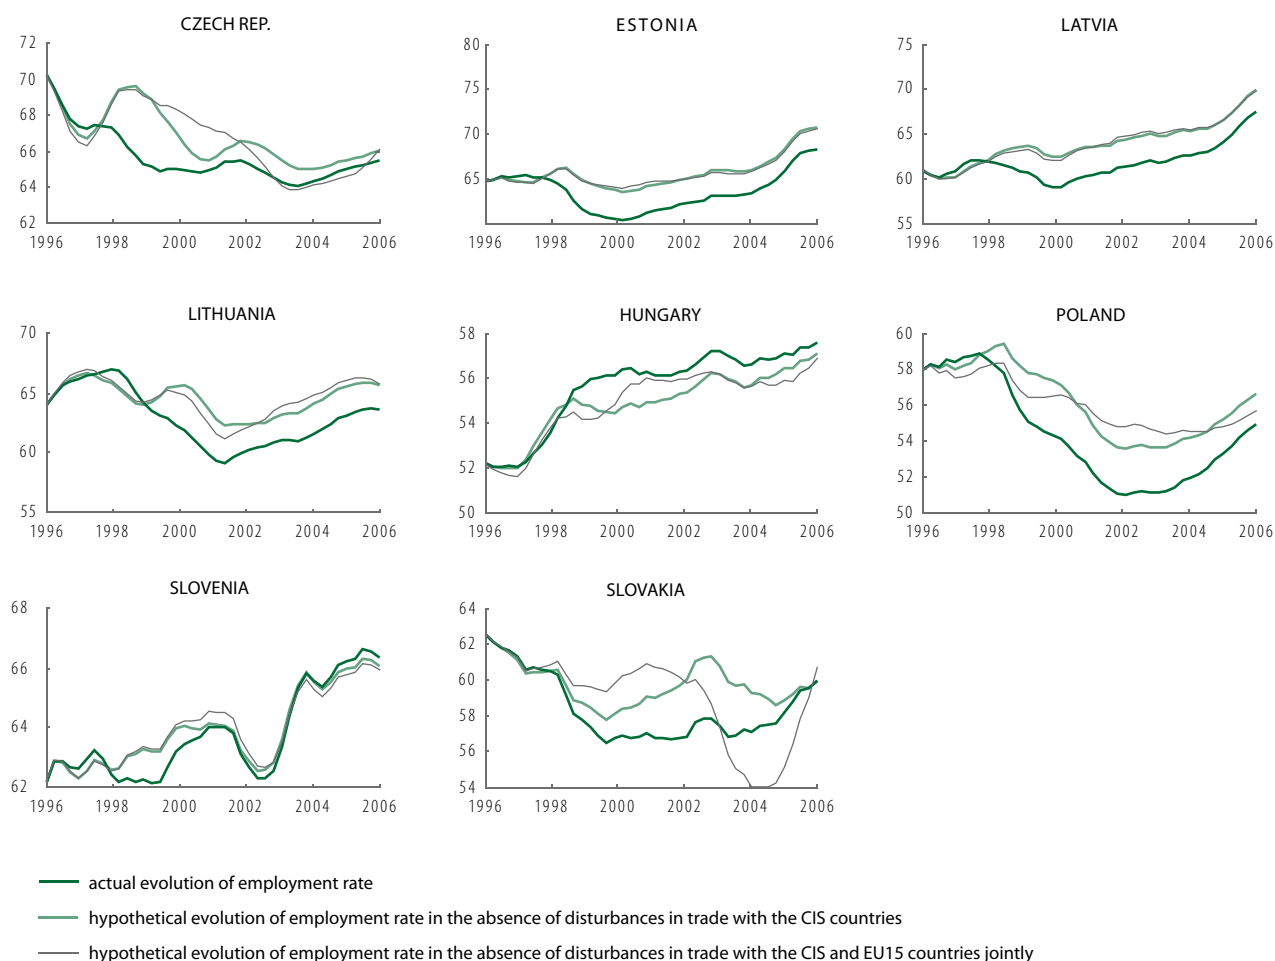 CZECH REP.
72
70
68
66
64
62
1996 1998 2000 2002 2004 2006
ESTONIA
80
75
70
65
1996 1998 2000 2002 2004 2006
LATVIA
75
70
65
60
55
1996 1998 2000 2002 2004 2006
LITHUANIA
70
65
60
55
1996 1998 2000 2002 2004 2006
HUNGARY
58
56
54
52
50
1996 1998 2000 2002 2004 2006
POLAND
60
58
56
54
52
50
1996 1998 2000 2002 2004 2006
SLOVENIA
68
66
64
62
1996 1998 2000 2002 2004 2006
SLOVAKIA
64
62
60
58
56
54
1996 1998 2000 2002 2004 2006
actual evolution of employment rate
hypothetical evolution of employment rate in the absence of disturbances in trade with the CIS countries
hypothetical evolution of employment rate in the absence of disturbances in trade with the CIS and EU15 countries jointly